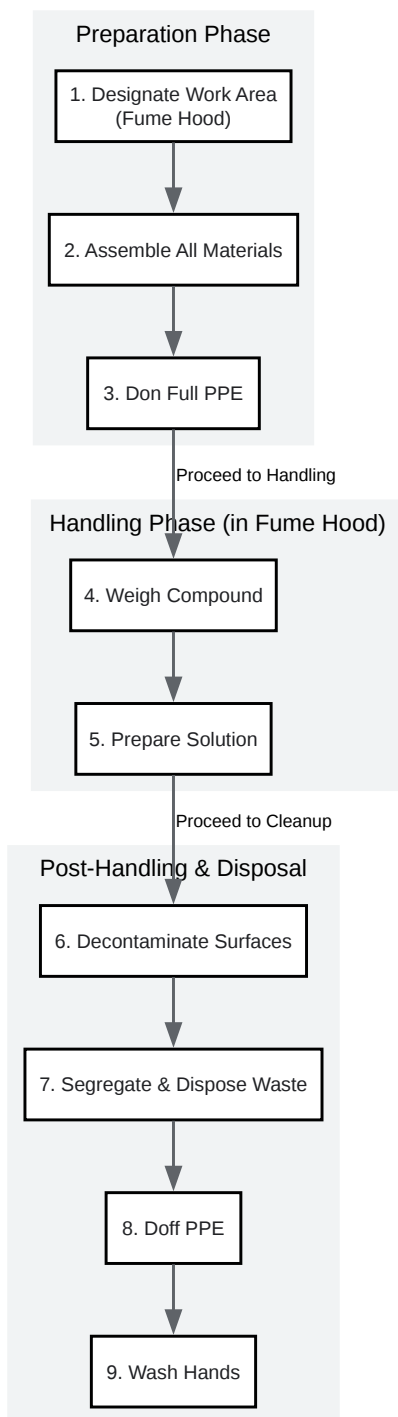 Preparation Phase
1. Designate Work Area
(Fume Hood)
2. Assemble All Materials
3. Don Full PPE
Proceed to Handling
Handling Phase (in Fume Hood)
4. Weigh Compound
5. Prepare Solution
Proceed to Cleanup
Post-Handling & Disposal
6. Decontaminate Surfaces
7. Segregate & Dispose Waste
8. Doff PPE
9. Wash Hands